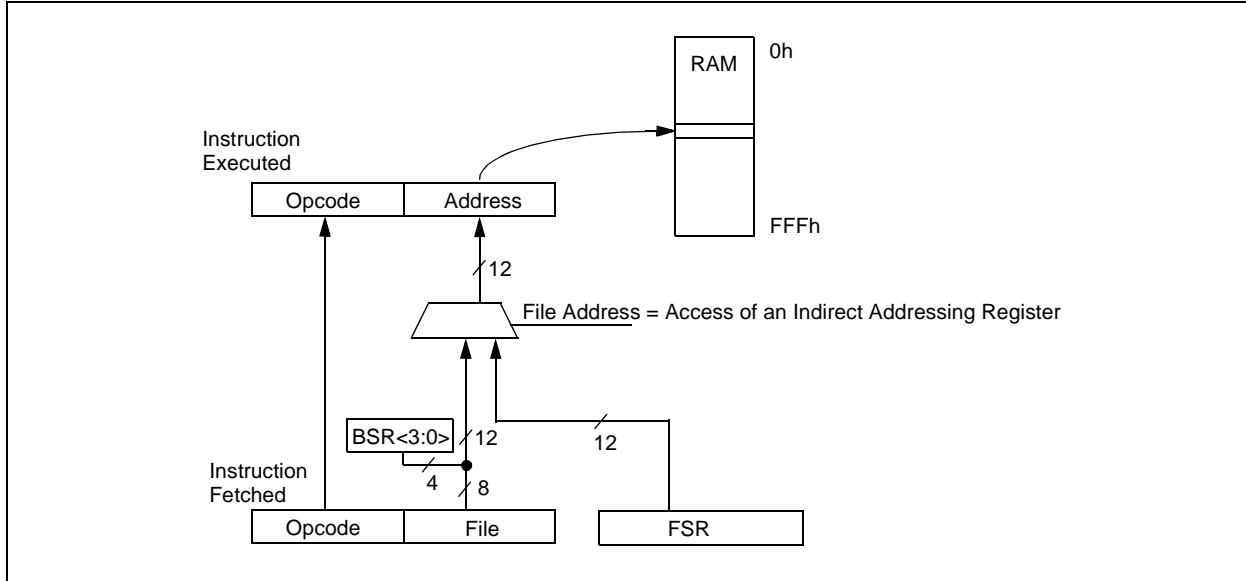 0h
RAM
Instruction
Executed
Opcode Address
FFFh
12
File Address = Access of an Indirect Addressing Register
BSR<3:0> 12 12
4 8
Instruction
Fetched
Opcode File FSR